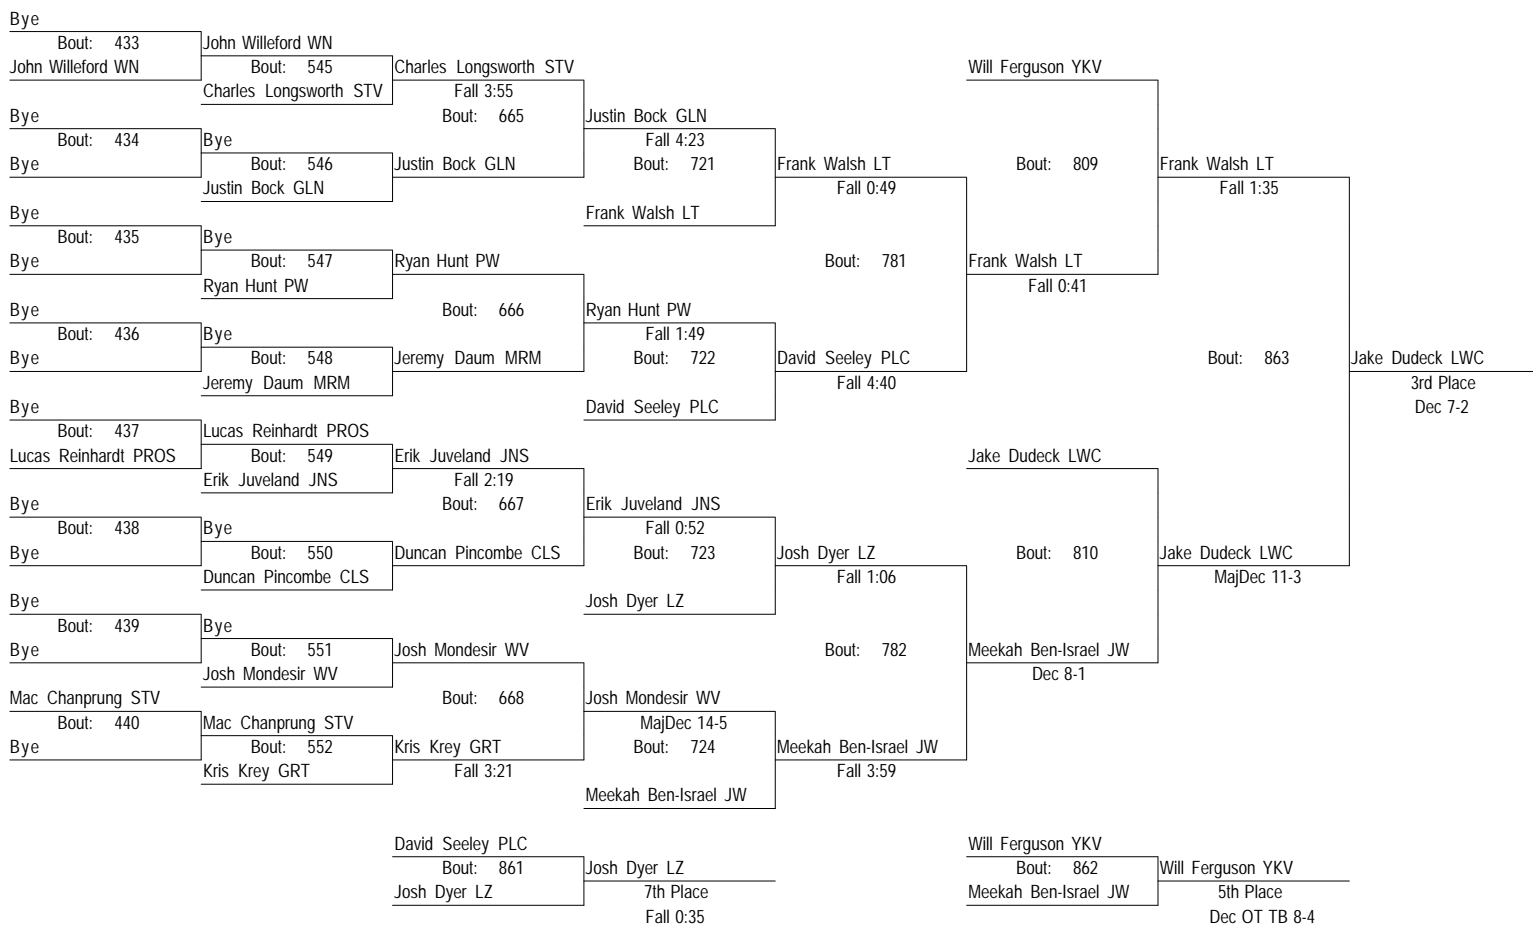 Bye
Bout: 433 John Willeford WN
John Willeford WN Bout: 545 Charles Longsworth STV Will Ferguson YKV
Charles Longsworth STV Fall 3:55
Bye Bout: 665 Justin Bock GLN
Bout: 434 Bye Fall 4:23
Bye Bout: 546 Justin Bock GLN Bout: 721 Frank Walsh LT Bout: 809 Frank Walsh LT
Justin Bock GLN Fall 0:49 Fall 1:35
Bye Frank Walsh LT
Bout: 435 Bye
Bye Bout: 547 Ryan Hunt PW Bout: 781 Frank Walsh LT
Ryan Hunt PW Fall 0:41
Bye Bout: 666 Ryan Hunt PW
Bout: 436 Bye Fall 1:49
Bye Bout: 548 Jeremy Daum MRM Bout: 722 David Seeley PLC Bout: 863 Jake Dudeck LWC
Jeremy Daum MRM Fall 4:40 3rd Place
Bye David Seeley PLC Dec 7-2
Bout: 437 Lucas Reinhardt PROS
Lucas Reinhardt PROS Bout: 549 Erik Juveland JNS Jake Dudeck LWC
Erik Juveland JNS Fall 2:19
Bye Bout: 667 Erik Juveland JNS
Bout: 438 Bye Fall 0:52
Bye Bout: 550 Duncan Pincombe CLS Bout: 723 Josh Dyer LZ Bout: 810 Jake Dudeck LWC
Duncan Pincombe CLS Fall 1:06 MajDec 11-3
Bye Josh Dyer LZ
Bout: 439 Bye
Bye Bout: 551 Josh Mondesir WV Bout: 782 Meekah Ben-Israel JW
Josh Mondesir WV Dec 8-1
Mac Chanprung STV Bout: 668 Josh Mondesir WV
Bout: 440 Mac Chanprung STV MajDec 14-5
Bye Bout: 552 Kris Krey GRT Bout: 724 Meekah Ben-Israel JW
Kris Krey GRT Fall 3:21 Fall 3:59
Meekah Ben-Israel JW
David Seeley PLC Will Ferguson YKV
Bout: 861 Josh Dyer LZ Bout: 862 Will Ferguson YKV
Josh Dyer LZ 7th Place Meekah Ben-Israel JW 5th Place
Fall 0:35 Dec OT TB 8-4